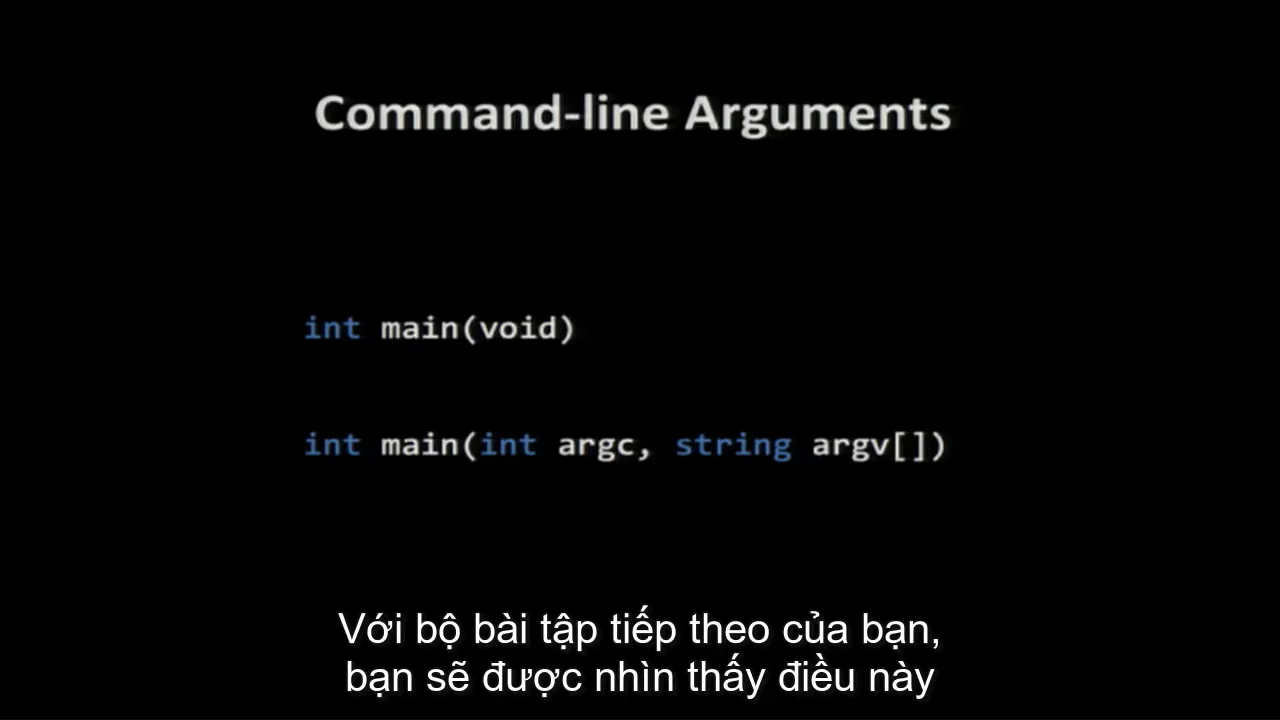 Command-line Arguments
int main(void)
int main(int argc, string argv[])
Với bộ bài tập tiếp theo của bạn,
bạn sẽ được nhìn thấy điều này